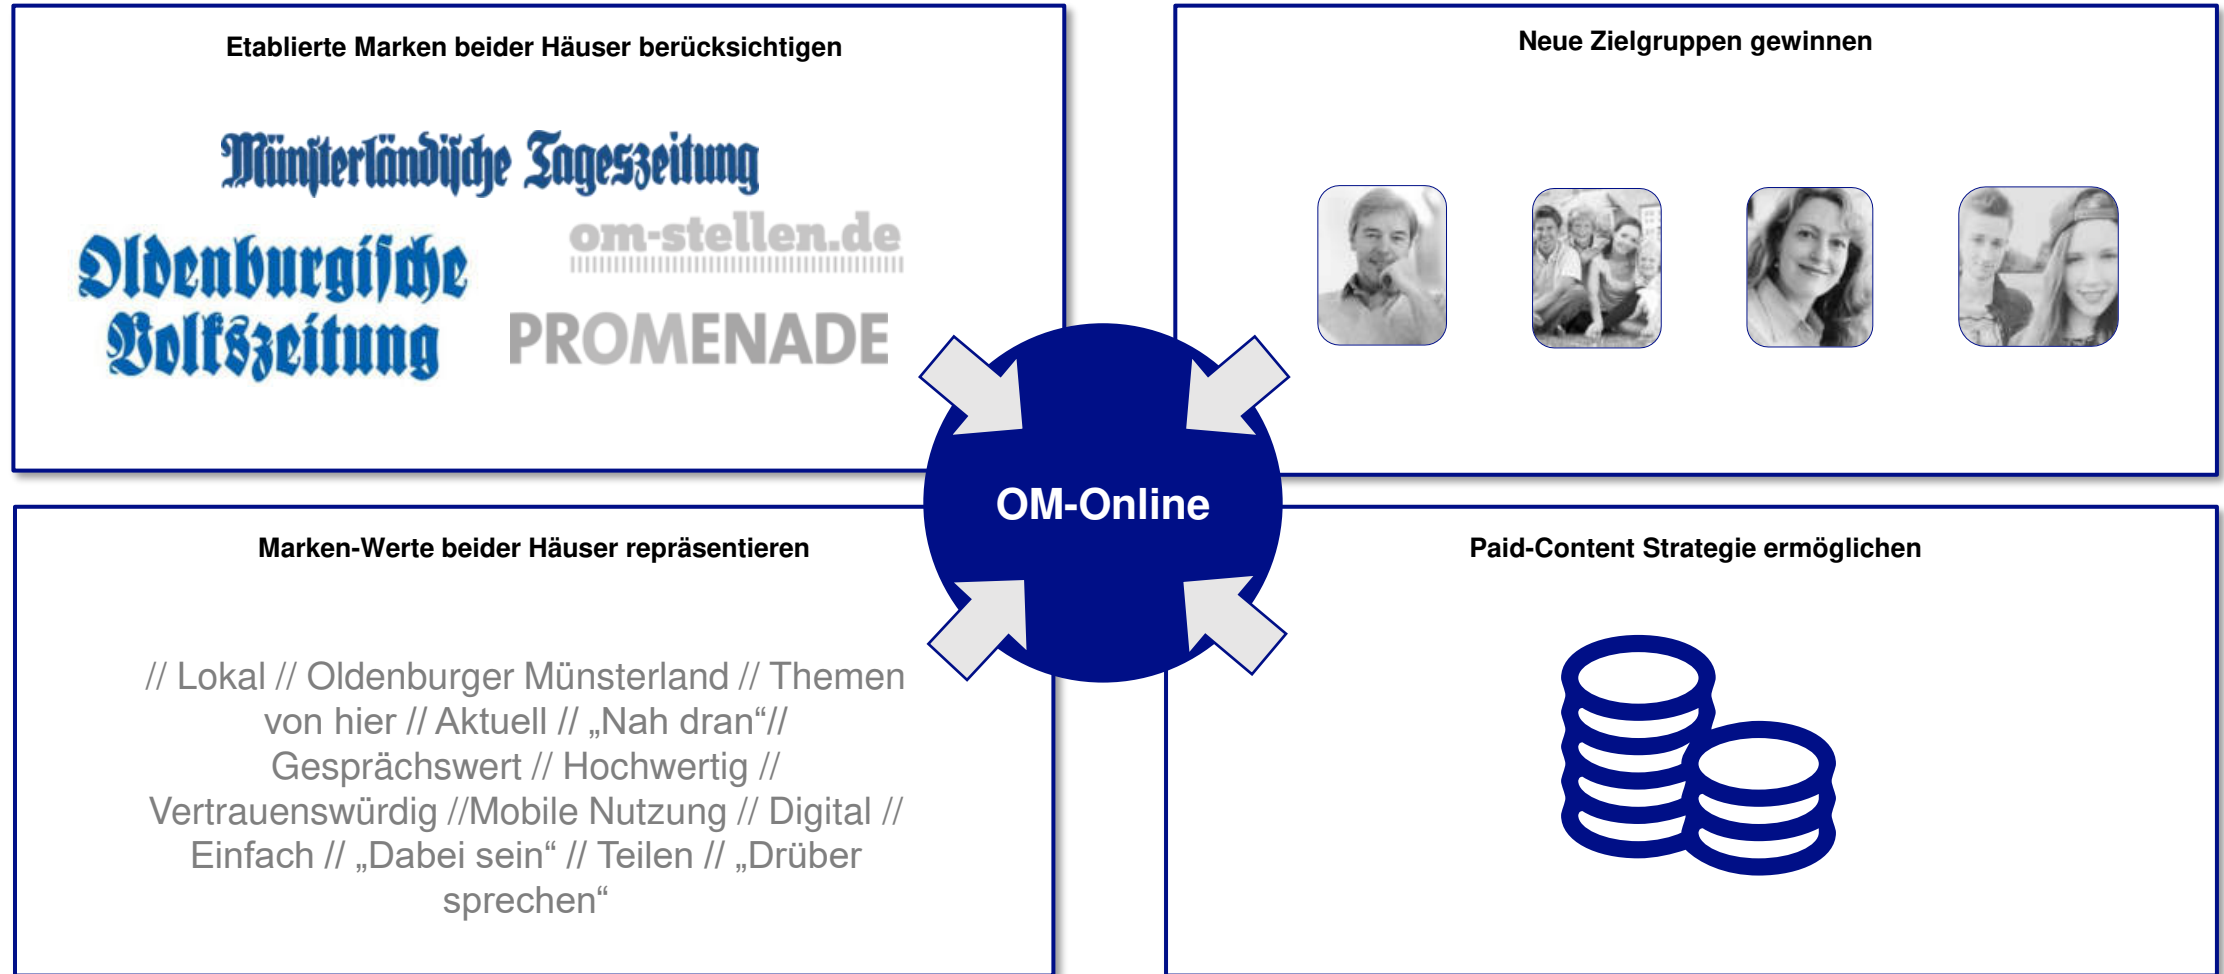 Etablierte Marken beider Häuser berücksichtigen
Münsterländische Tageszeitung
Oldenburgische
Volkszeitung
om-stellen.de
PROMENADE
Neue Zielgruppen gewinnen
OM-Online
Marken-Werte beider Häuser repräsentieren
// Lokal // Oldenburger Münsterland // Themen
von hier // Aktuell // „Nah dran“//
Gesprächswert // Hochwertig //
Vertrauenswürdig //Mobile Nutzung // Digital //
Einfach // „Dabei sein“ // Teilen // „Drüber
sprechen“
Paid-Content Strategie ermöglichen